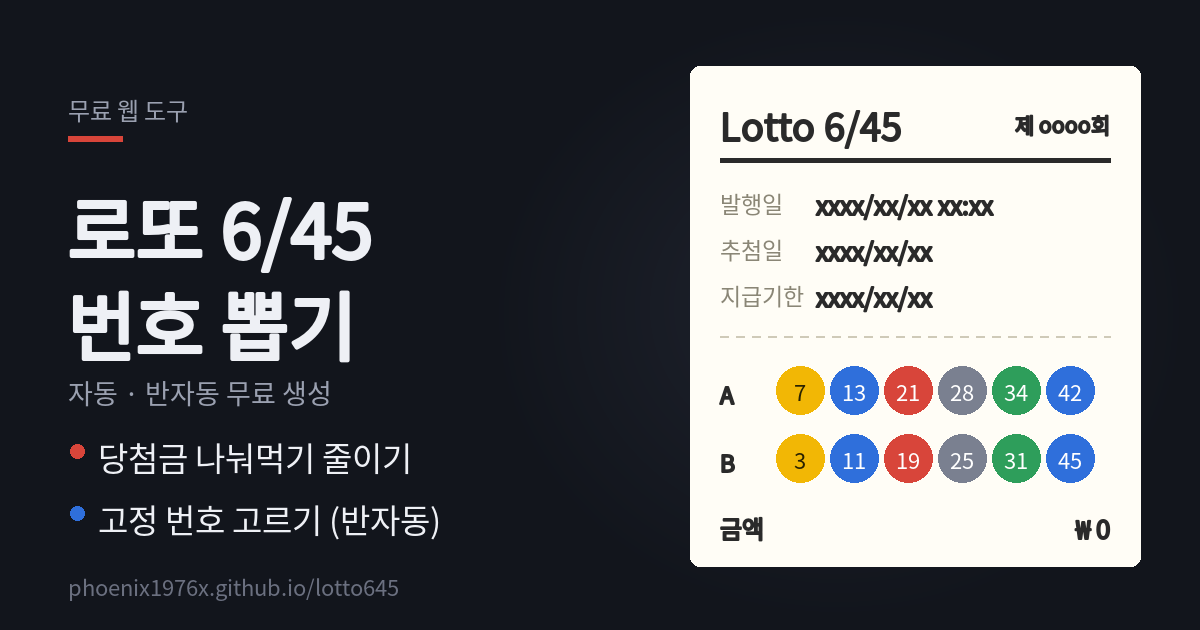 무료 웹 도구
로또 6/45
번호 뽑기
자동 · 반자동 무료 생성
당첨금 나눠먹기 줄이기
고정 번호 고르기 (반자동)
phoenix1976x.github.io/lotto645
Lotto 6/45 제 oooo회
발행일 xxxx/xx/xx xx:xx
추첨일 xxxx/xx/xx
지급기한 xxxx/xx/xx
A 7 13 21 28 34 42
B 3 11 19 25 31 45
금액 ₩ 0